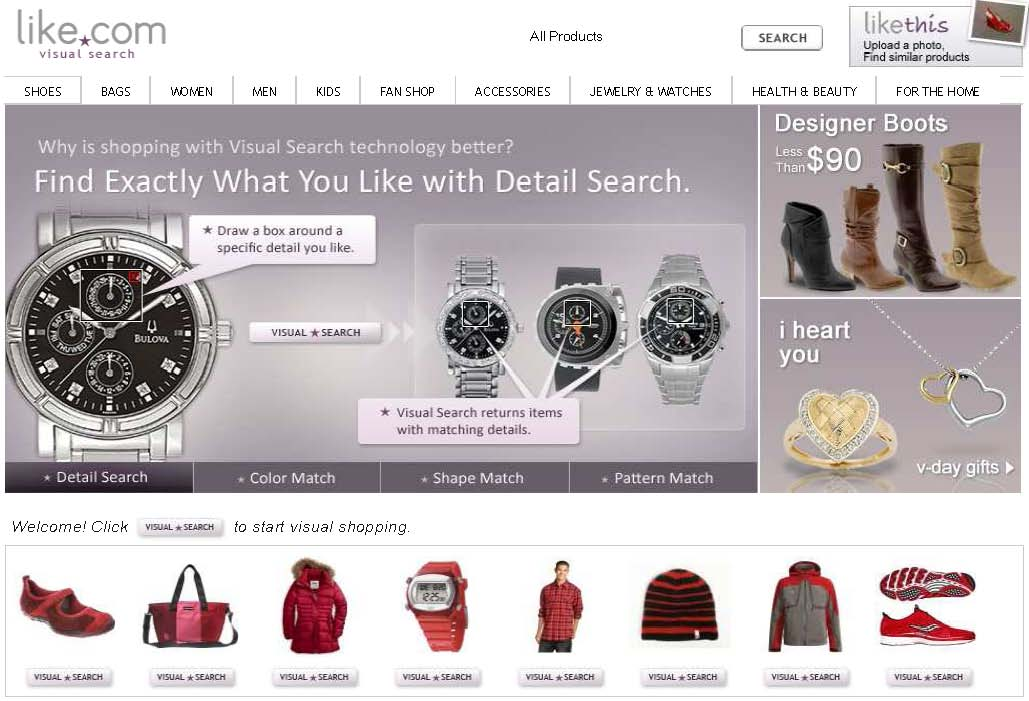 like.com
visual search
All Products
SEARCH
likethis
Upload a photo,
Find similar products
SHOES
BAGS
WOMEN
MEN
KIDS
FAN SHOP
ACCESSORIES
JEWELRY & WATCHES
HEALTH & BEAUTY
FOR THE HOME
Why is shopping with Visual Search technology better?
Find Exactly What You Like with Detail Search.
Draw a box around a
specific detail you like.
BULOVA
VISUAL SEARCH
Visual Search returns items
with matching details.
Detail Search
Color Match
Shape Match
Pattern Match
Designer Boots
Less
Than $90
i heart
you
v-day gifts
Welcome! Click VISUAL SEARCH to start visual shopping.
VISUAL SEARCH
VISUAL SEARCH
VISUAL SEARCH
VISUAL SEARCH
VISUAL SEARCH
VISUAL SEARCH
VISUAL SEARCH
VISUAL SEARCH